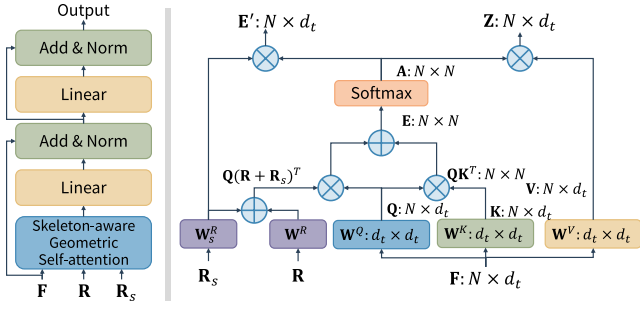 Output
Add & Norm
Linear
Add & Norm
Linear
Skeleton-aware
Geometric
Self-attention
F R R_s
E′: N × d_t
Z: N × d_t
A: N × N
Softmax
E: N × N
Q(R + R_s)^T
QK^T: N × N
V: N × d_t
Q: N × d_t
K: N × d_t
W_s^R W^R W^Q: d_t × d_t W^K: d_t × d_t W^V: d_t × d_t
R_s R F: N × d_t